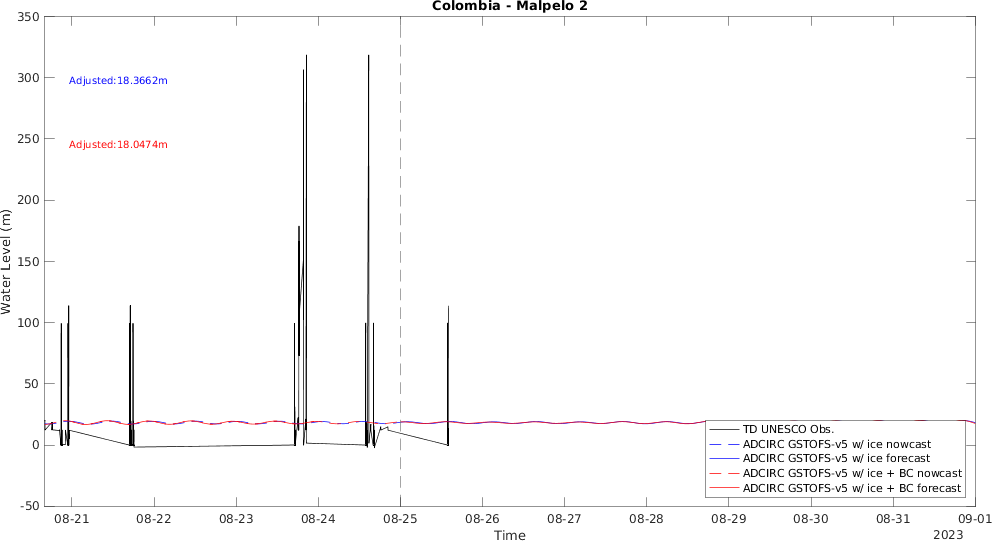 Colombia - Malpelo 2
350
300
250
200
150
100
50
0
-50
Water Level (m)
Adjusted:18.3662m
Adjusted:18.0474m
TD UNESCO Obs.
ADCIRC GSTOFS-v5 w/ ice nowcast
ADCIRC GSTOFS-v5 w/ ice forecast
ADCIRC GSTOFS-v5 w/ ice + BC nowcast
ADCIRC GSTOFS-v5 w/ ice + BC forecast
08-21 08-22 08-23 08-24 08-25 08-26 08-27 08-28 08-29 08-30 08-31 09-01
Time
2023